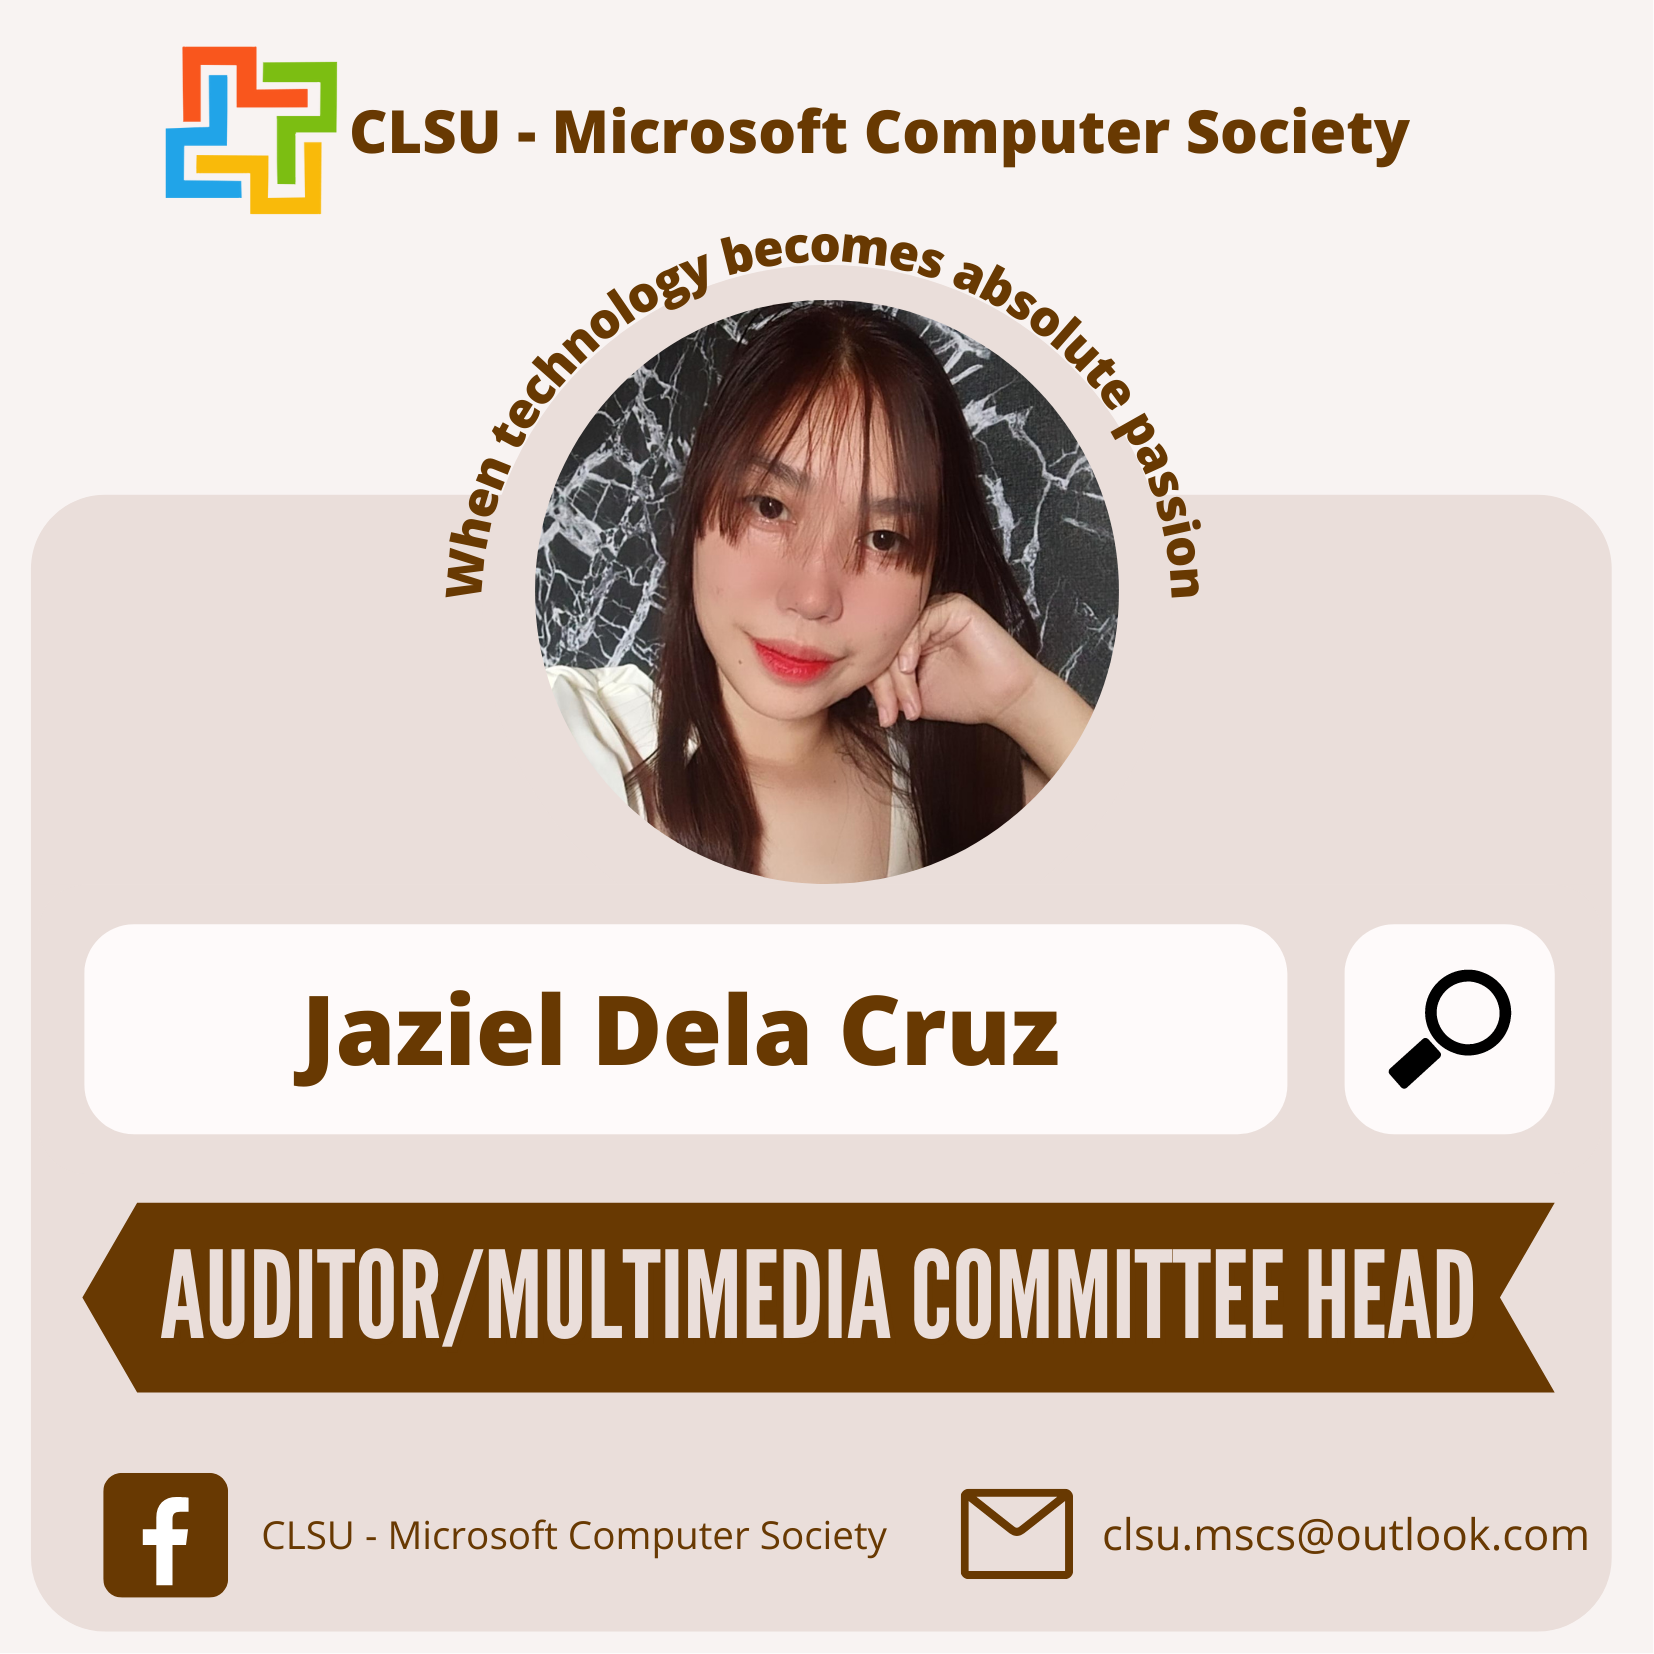 CLSU - Microsoft Computer Society
When technology becomes absolute passion
Jaziel Dela Cruz
AUDITOR/MULTIMEDIA COMMITTEE HEAD
CLSU - Microsoft Computer Society
clsu.mscs@outlook.com